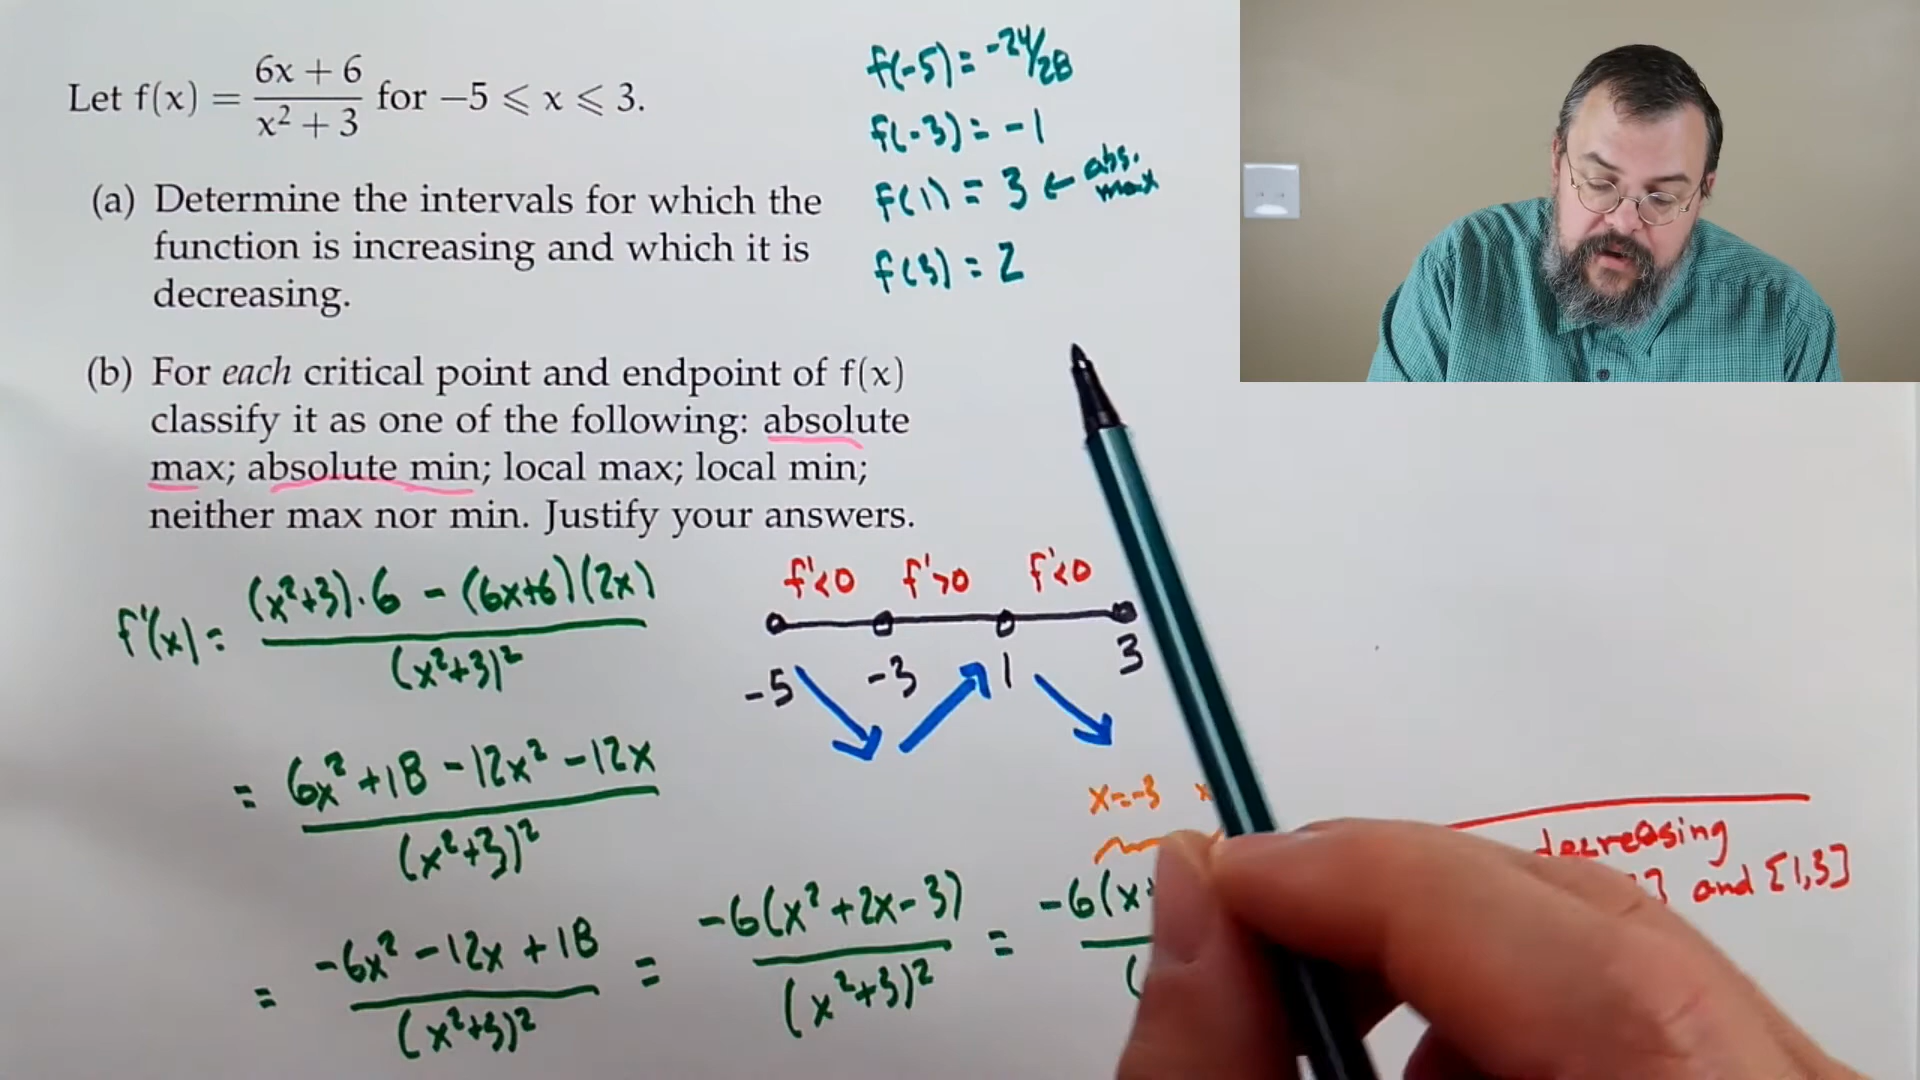 Let f(x) = (6x + 6)/(x² + 3) for −5 ⩽ x ⩽ 3.
(a) Determine the intervals for which the
function is increasing and which it is
decreasing.
(b) For each critical point and endpoint of f(x)
classify it as one of the following: absolute
max; absolute min; local max; local min;
neither max nor min. Justify your answers.
f(-5) = -24/28
f(-3) = -1
f(1) = 3 ← abs. max
f(3) = 2
f'(x) = ((x²+3)·6 - (6x+6)(2x))/(x²+3)²
= (6x²+18-12x²-12x)/(x²+3)²
= (-6x²-12x+18)/(x²+3)² = -6(x²+2x-3)/(x²+3)² = -6(x
f'<0 f'>0 f'<0
-5 -3 1 3
x=-3
decreasing
] and [1,3]